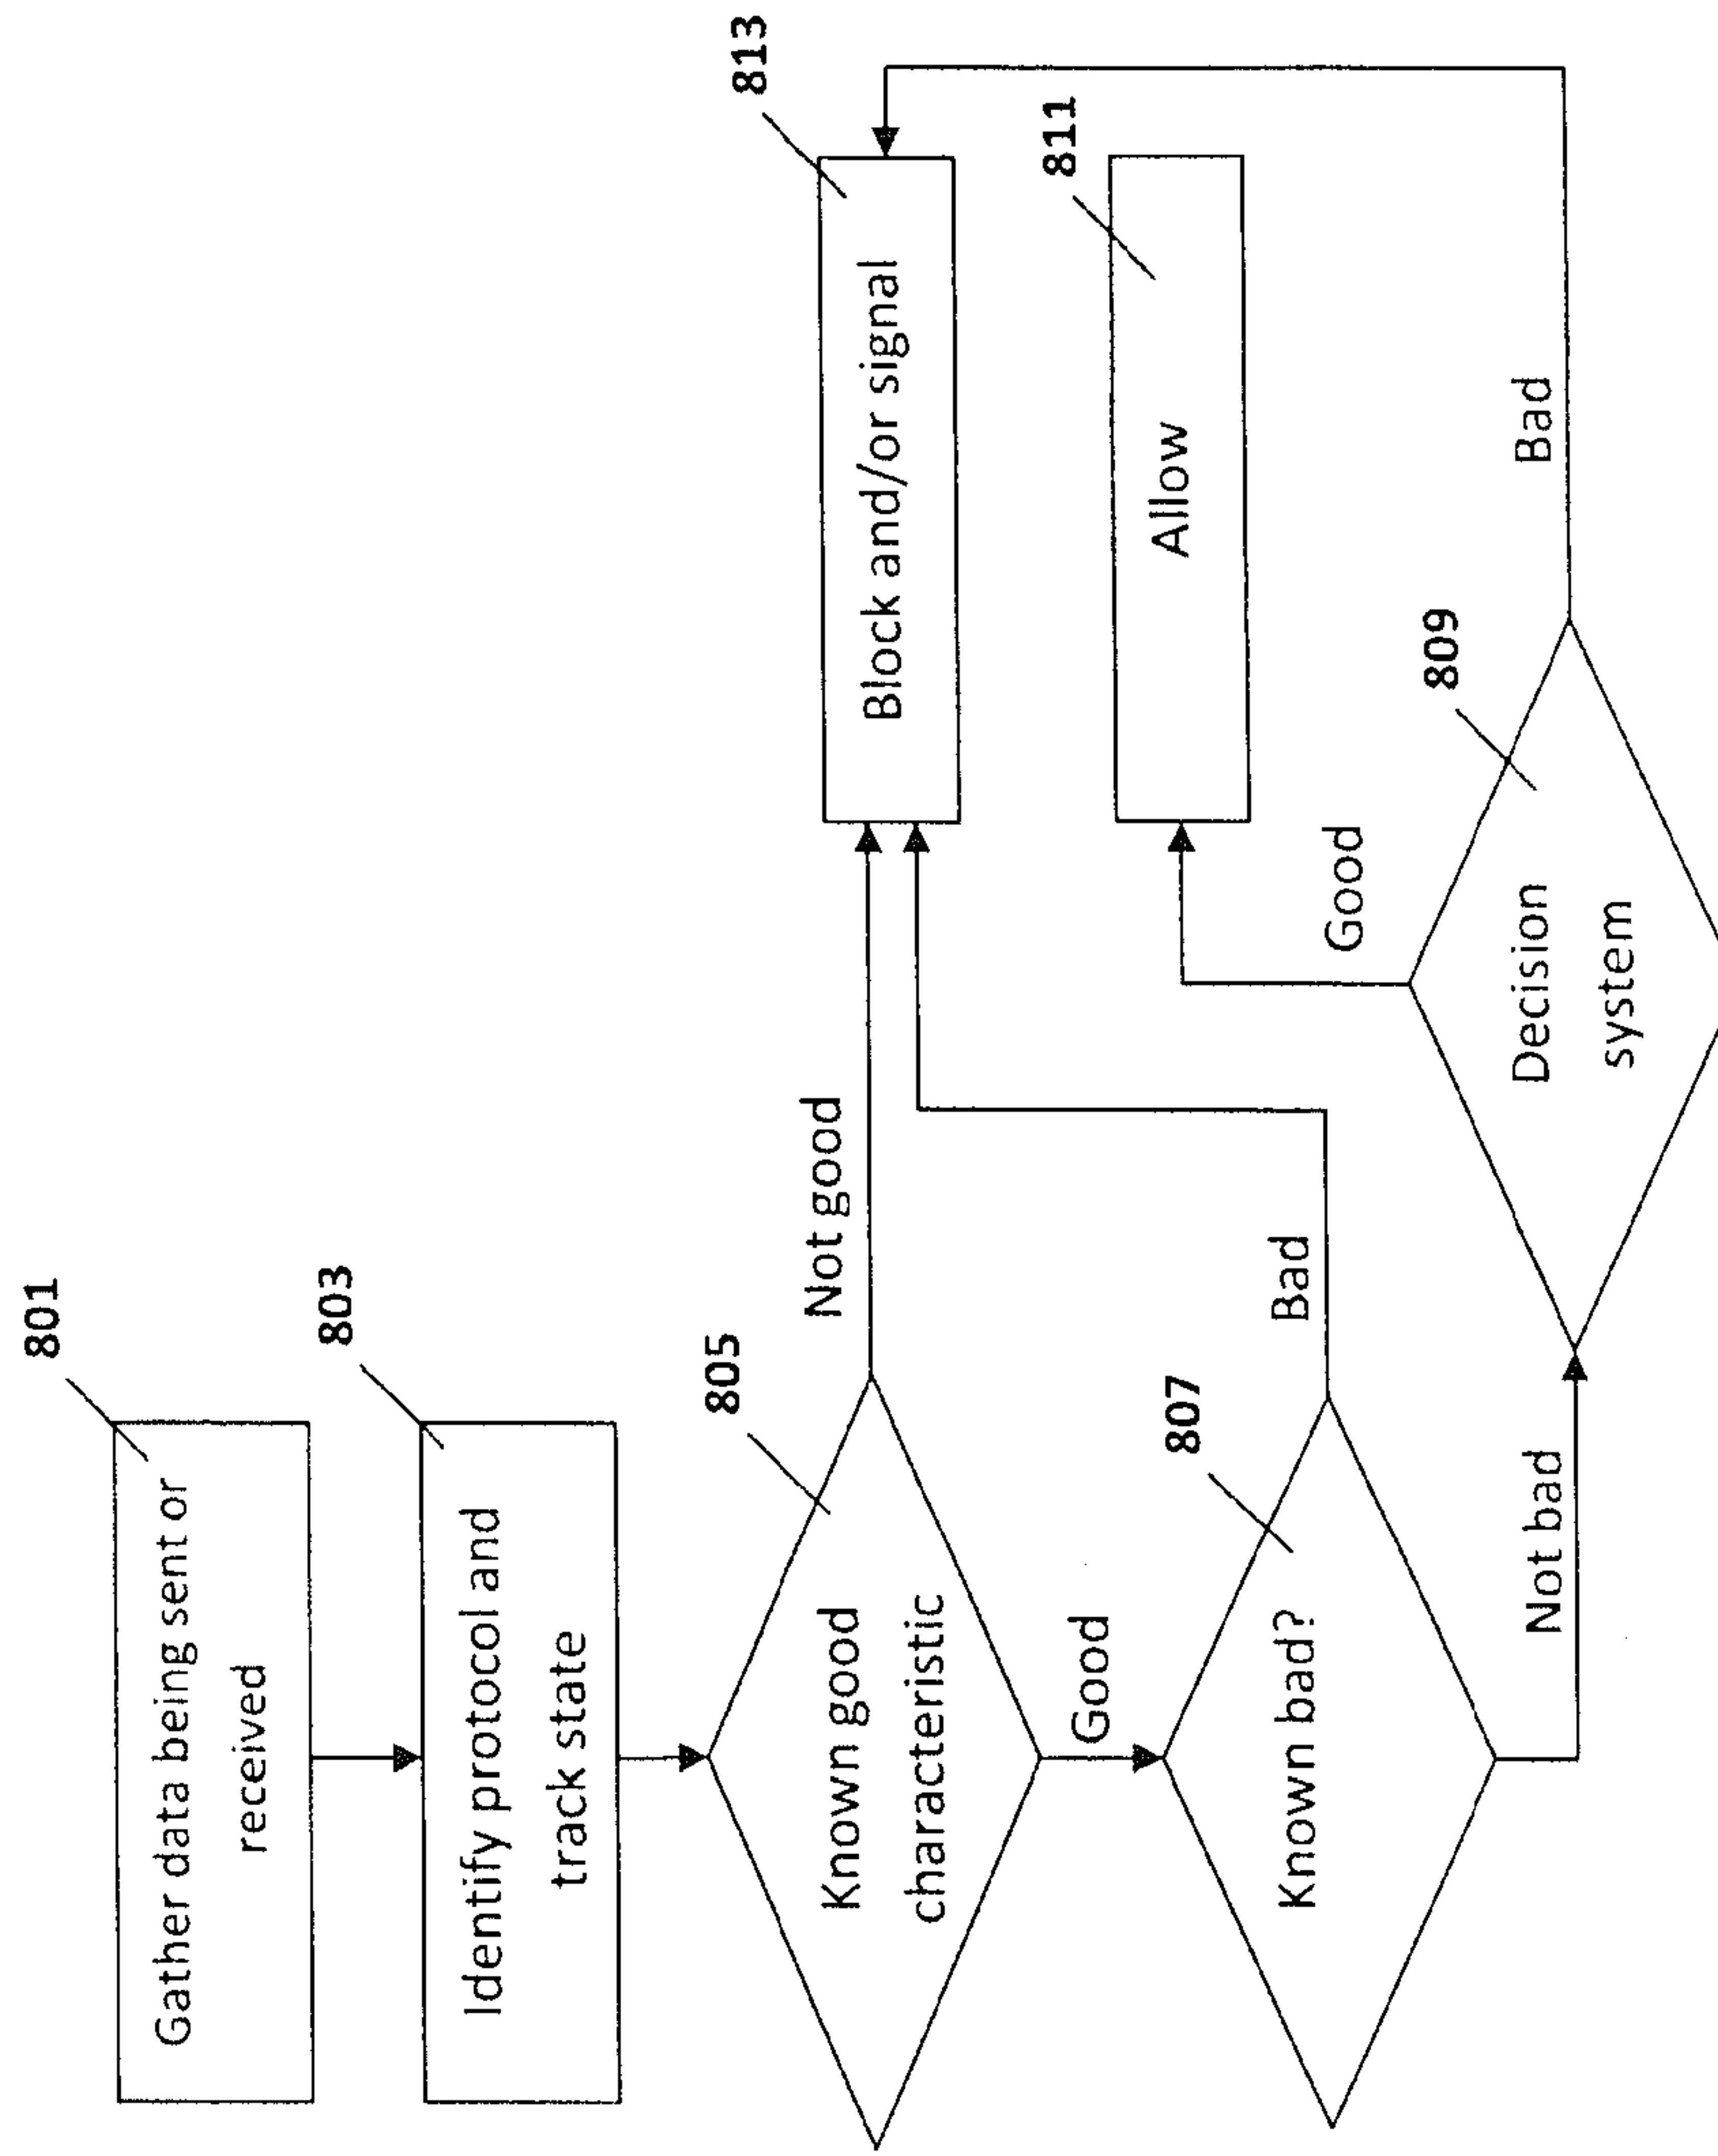 801
Gather data being sent or
received
803
Identify protocol and
track state
805
Known good
characteristic
Not good
Good
807
Known bad?
Bad
Not bad
809
Decision
system
Good
Bad
811
Allow
813
Block and/or signal